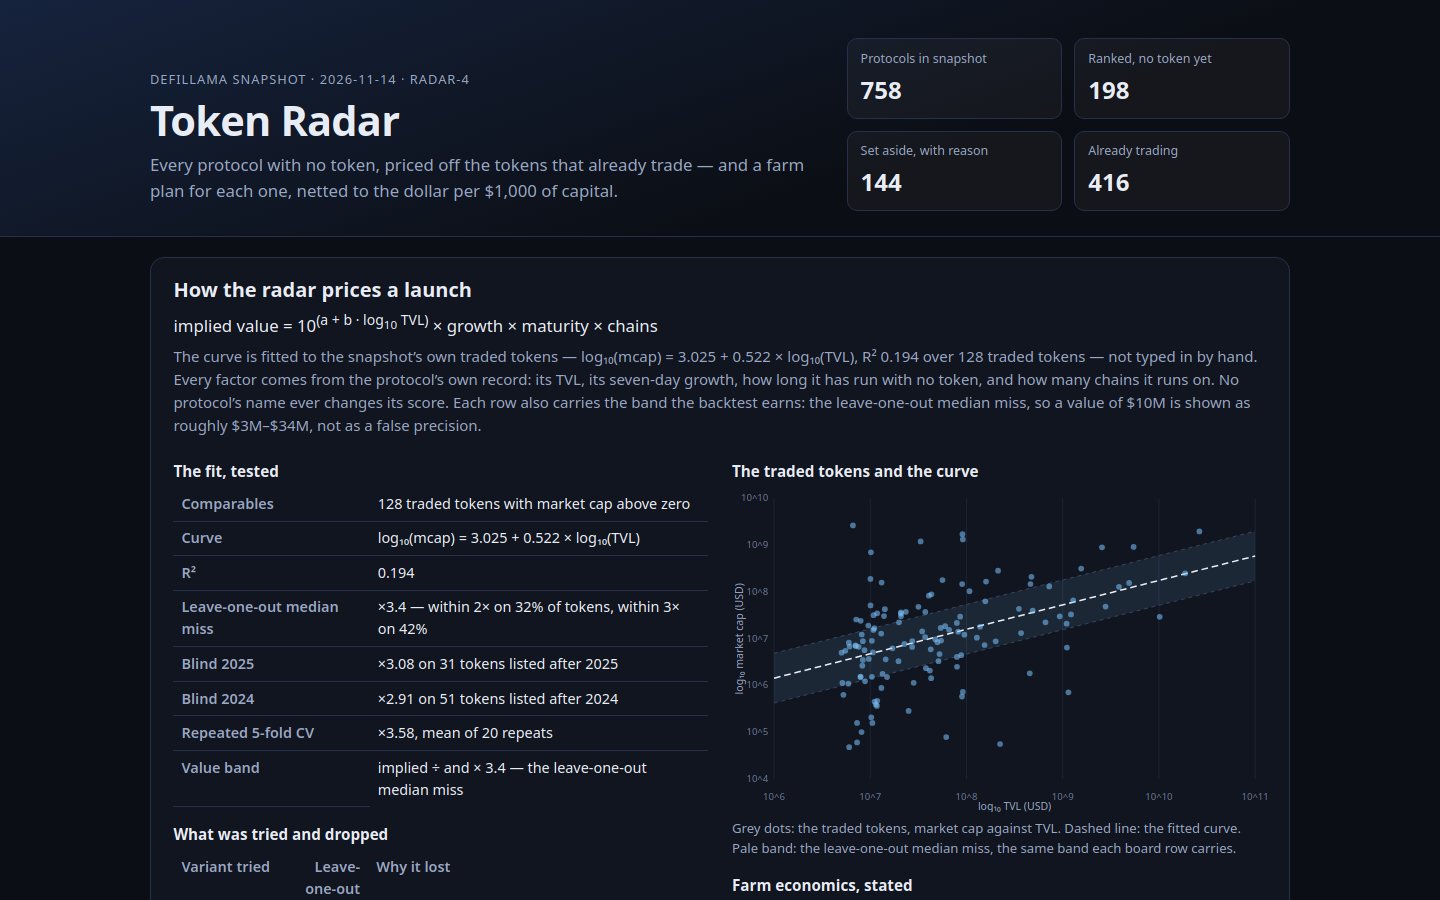 DEFILLAMA SNAPSHOT · 2026-11-14 · RADAR-4
Token Radar
Every protocol with no token, priced off the tokens that already trade — and a farm
plan for each one, netted to the dollar per $1,000 of capital.
Protocols in snapshot
758
Ranked, no token yet
198
Set aside, with reason
144
Already trading
416
How the radar prices a launch
implied value = 10(a + b · log₁₀ TVL) × growth × maturity × chains
The curve is fitted to the snapshot’s own traded tokens — log₁₀(mcap) = 3.025 + 0.522 × log₁₀(TVL), R² 0.194 over 128 traded tokens — not typed in by hand.
Every factor comes from the protocol’s own record: its TVL, its seven-day growth, how long it has run with no token, and how many chains it runs on. No
protocol’s name ever changes its score. Each row also carries the band the backtest earns: the leave-one-out median miss, so a value of $10M is shown as
roughly $3M–$34M, not as a false precision.
The fit, tested
Comparables 128 traded tokens with market cap above zero
Curve log₁₀(mcap) = 3.025 + 0.522 × log₁₀(TVL)
R² 0.194
Leave-one-out median ×3.4 — within 2× on 32% of tokens, within 3×
miss on 42%
Blind 2025 ×3.08 on 31 tokens listed after 2025
Blind 2024 ×2.91 on 51 tokens listed after 2024
Repeated 5-fold CV ×3.58, mean of 20 repeats
Value band implied ÷ and × 3.4 — the leave-one-out
median miss
What was tried and dropped
Variant tried Leave- Why it lost
one-out
The traded tokens and the curve
10^10
10^9
10^8
10^7
10^6
10^5
10^4
log₁₀ market cap (USD)
10^6 10^7 10^8 10^9 10^10 10^11
log₁₀ TVL (USD)
Grey dots: the traded tokens, market cap against TVL. Dashed line: the fitted curve.
Pale band: the leave-one-out median miss, the same band each board row carries.
Farm economics, stated